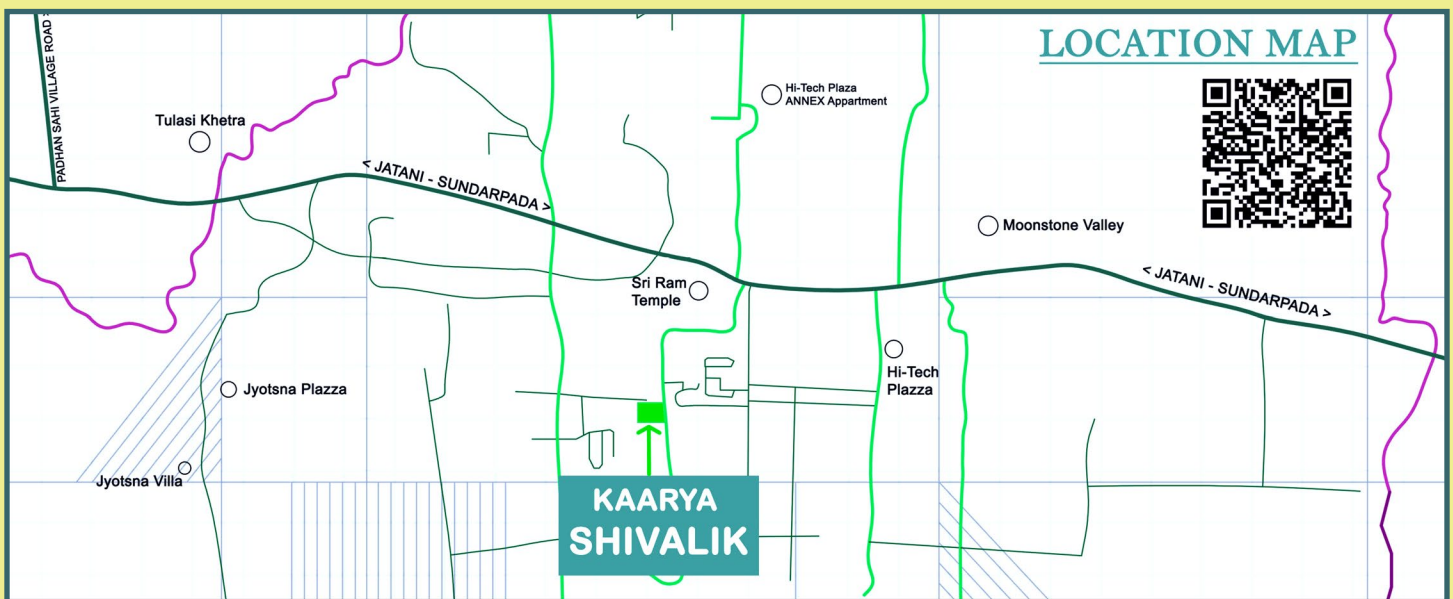 LOCATION MAP
PADHAN SAHI VILLAGE ROAD >
Hi-Tech Plaza
ANNEX Appartment
Tulasi Khetra
< JATANI - SUNDARPADA >
Moonstone Valley
< JATANI - SUNDARPADA >
Sri Ram
Temple
Hi-Tech
Plazza
Jyotsna Plazza
Jyotsna Villa
KAARYA
SHIVALIK